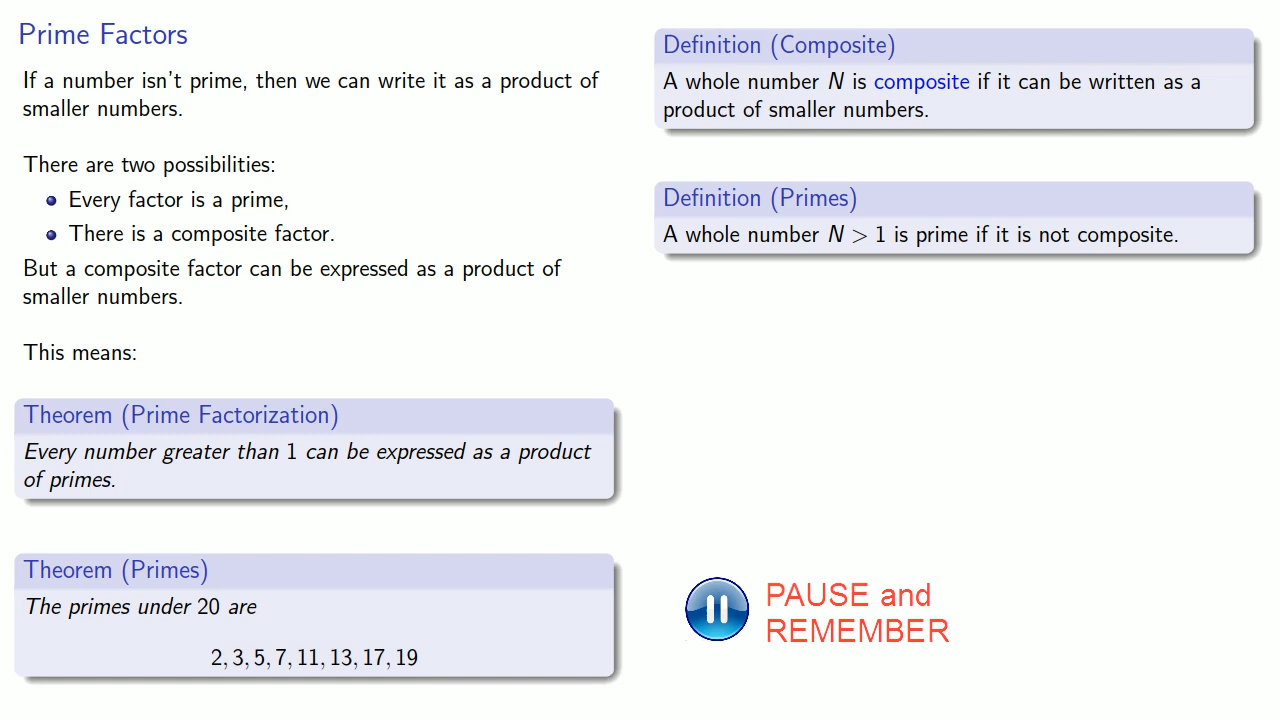 Prime Factors
If a number isn't prime, then we can write it as a product of
smaller numbers.
There are two possibilities:
Every factor is a prime,
There is a composite factor.
But a composite factor can be expressed as a product of
smaller numbers.
This means:
Theorem (Prime Factorization)
Every number greater than 1 can be expressed as a product
of primes.
Theorem (Primes)
The primes under 20 are
2, 3, 5, 7, 11, 13, 17, 19
Definition (Composite)
A whole number N is composite if it can be written as a
product of smaller numbers.
Definition (Primes)
A whole number N > 1 is prime if it is not composite.
PAUSE and
REMEMBER